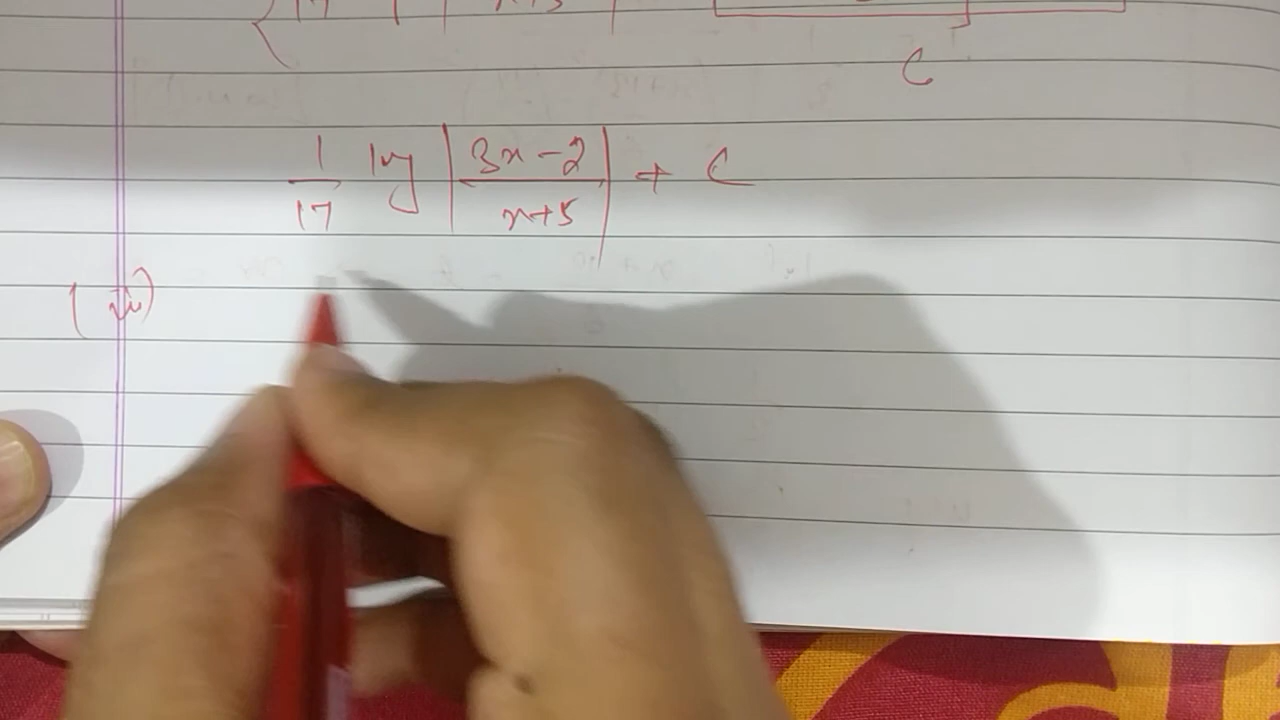 C
1/17 log |3x-2 / x+5| + C
(iii)